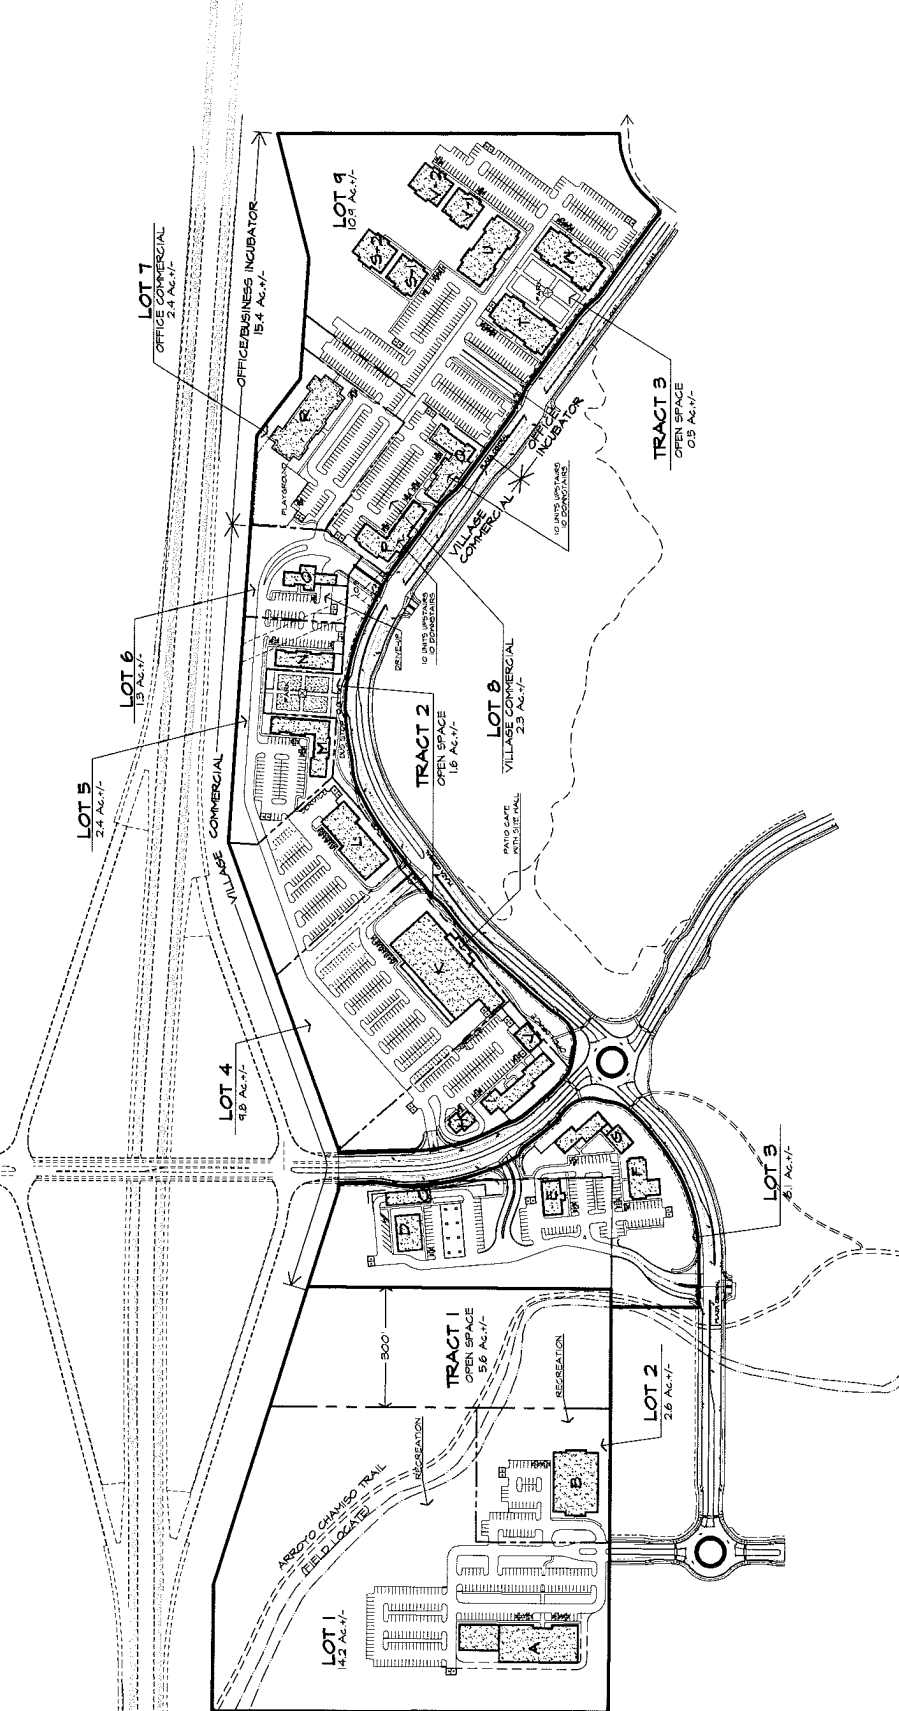 LOT 7
OFFICE COMMERCIAL
2.4 Ac.+/-
OFFICE/BUSINESS INCUBATOR
15.4 Ac.+/-
LOT 9
10.9 Ac.+/-
V-2
V-1
S-2
S-1
U
W
T
PARK
TRACT 3
OPEN SPACE
0.5 Ac.+/-
R
PLAYGROUND
Q
P
OFFICE
INCUBATOR
VILLAGE
COMMERCIAL
10 UNITS UPSTAIRS
10 DOWNSTAIRS
10 UNITS UPSTAIRS
10 DOWNSTAIRS
LOT 8
VILLAGE COMMERCIAL
2.3 Ac.+/-
LOT 6
1.3 Ac.+/-
O
DRIVE-UP
N
PARK
M
LOT 5
2.4 Ac.+/-
VILLAGE COMMERCIAL
TRACT 2
OPEN SPACE
1.6 Ac.+/-
PATIO CAFE
WITH SITE WALL
L
K
J
I
H
LOT 4
9.8 Ac.+/-
G
F
E
D
C
LOT 3
6.1 Ac.+/-
300'
TRACT 1
OPEN SPACE
5.6 Ac.+/-
RECREATION
RECREATION
LOT 2
2.6 Ac.+/-
B
ARROYO CHAMISO TRAIL
(FIELD LOCATE)
LOT 1
14.2 Ac.+/-
A